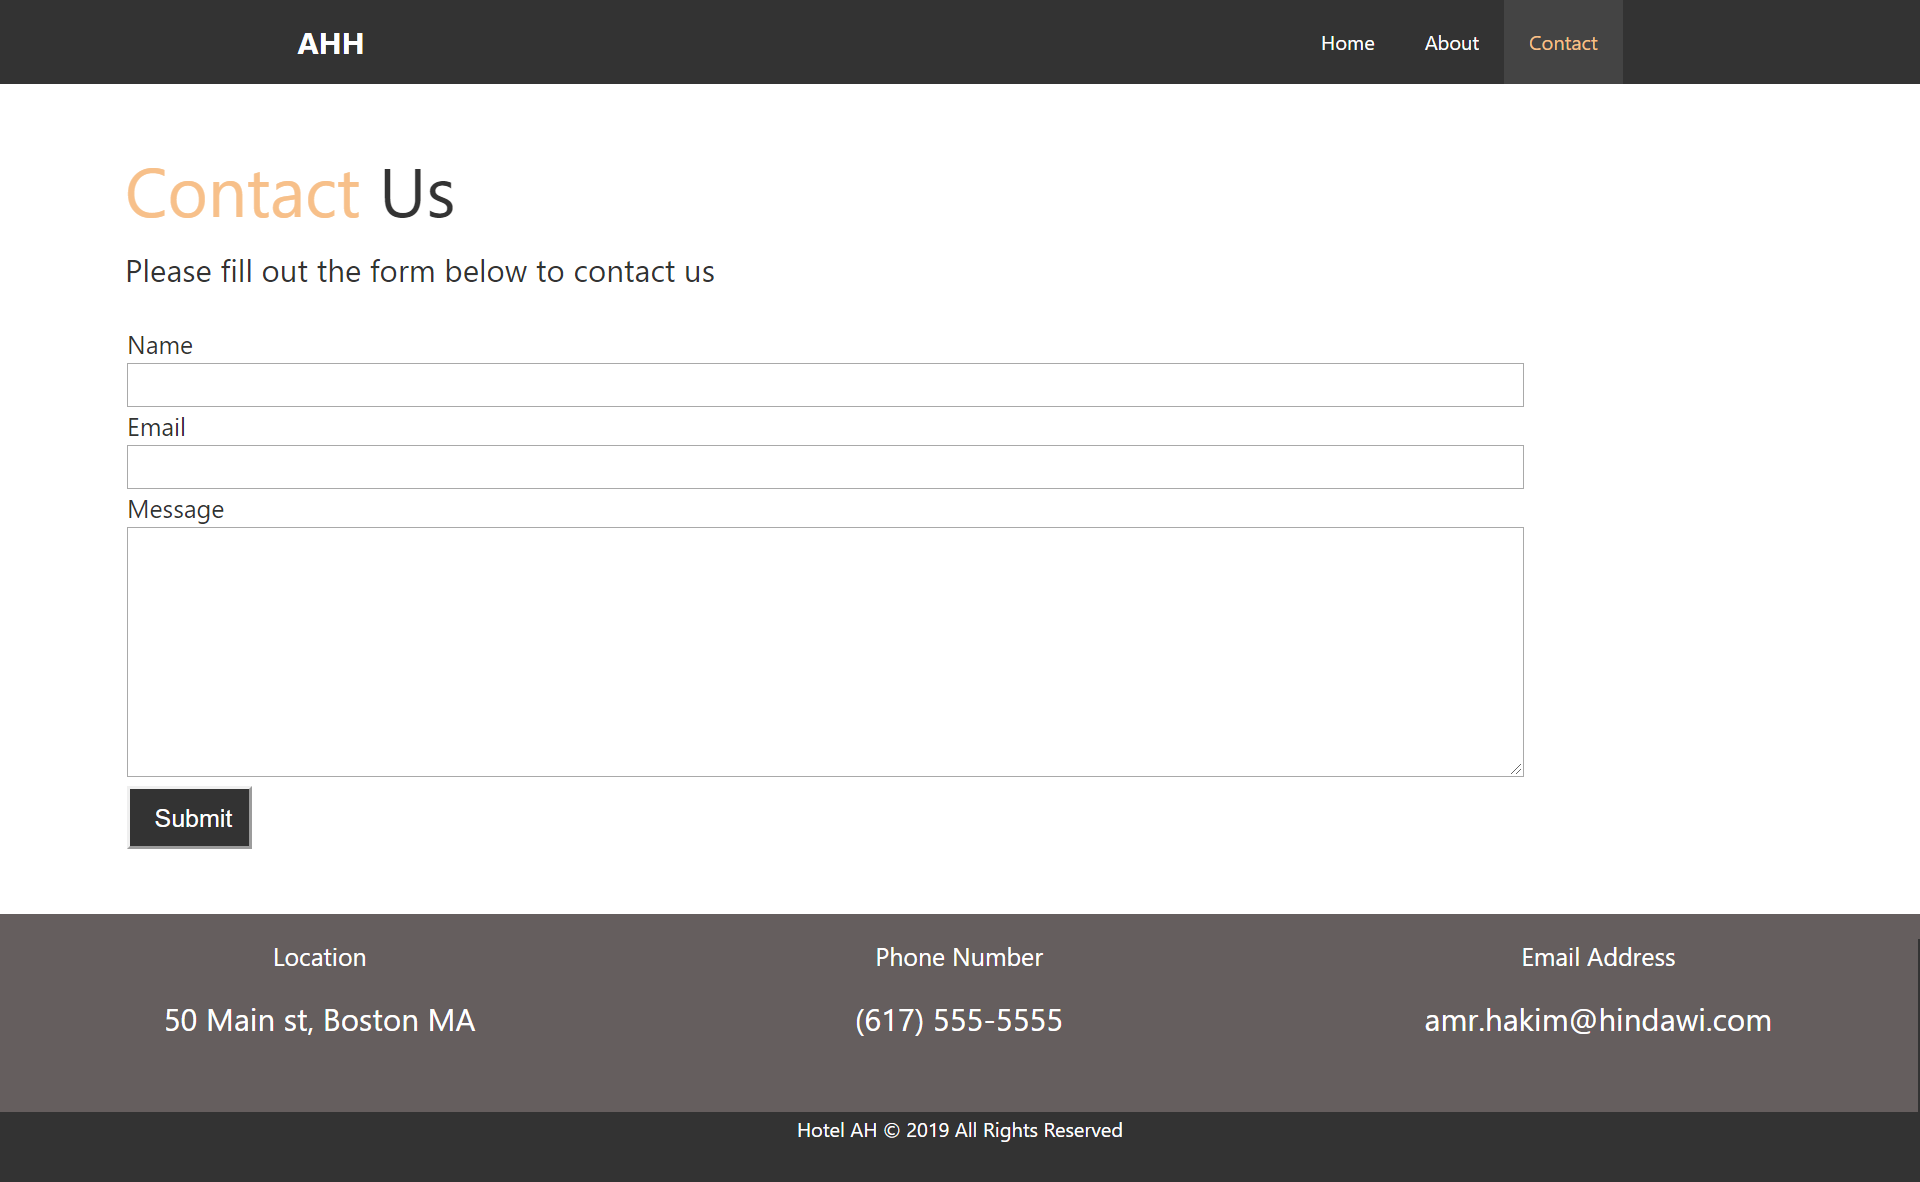 AHH
Home About Contact
Contact Us
Please fill out the form below to contact us
Name
Email
Message
Submit
Location Phone Number Email Address
50 Main st, Boston MA (617) 555-5555 amr.hakim@hindawi.com
Hotel AH © 2019 All Rights Reserved